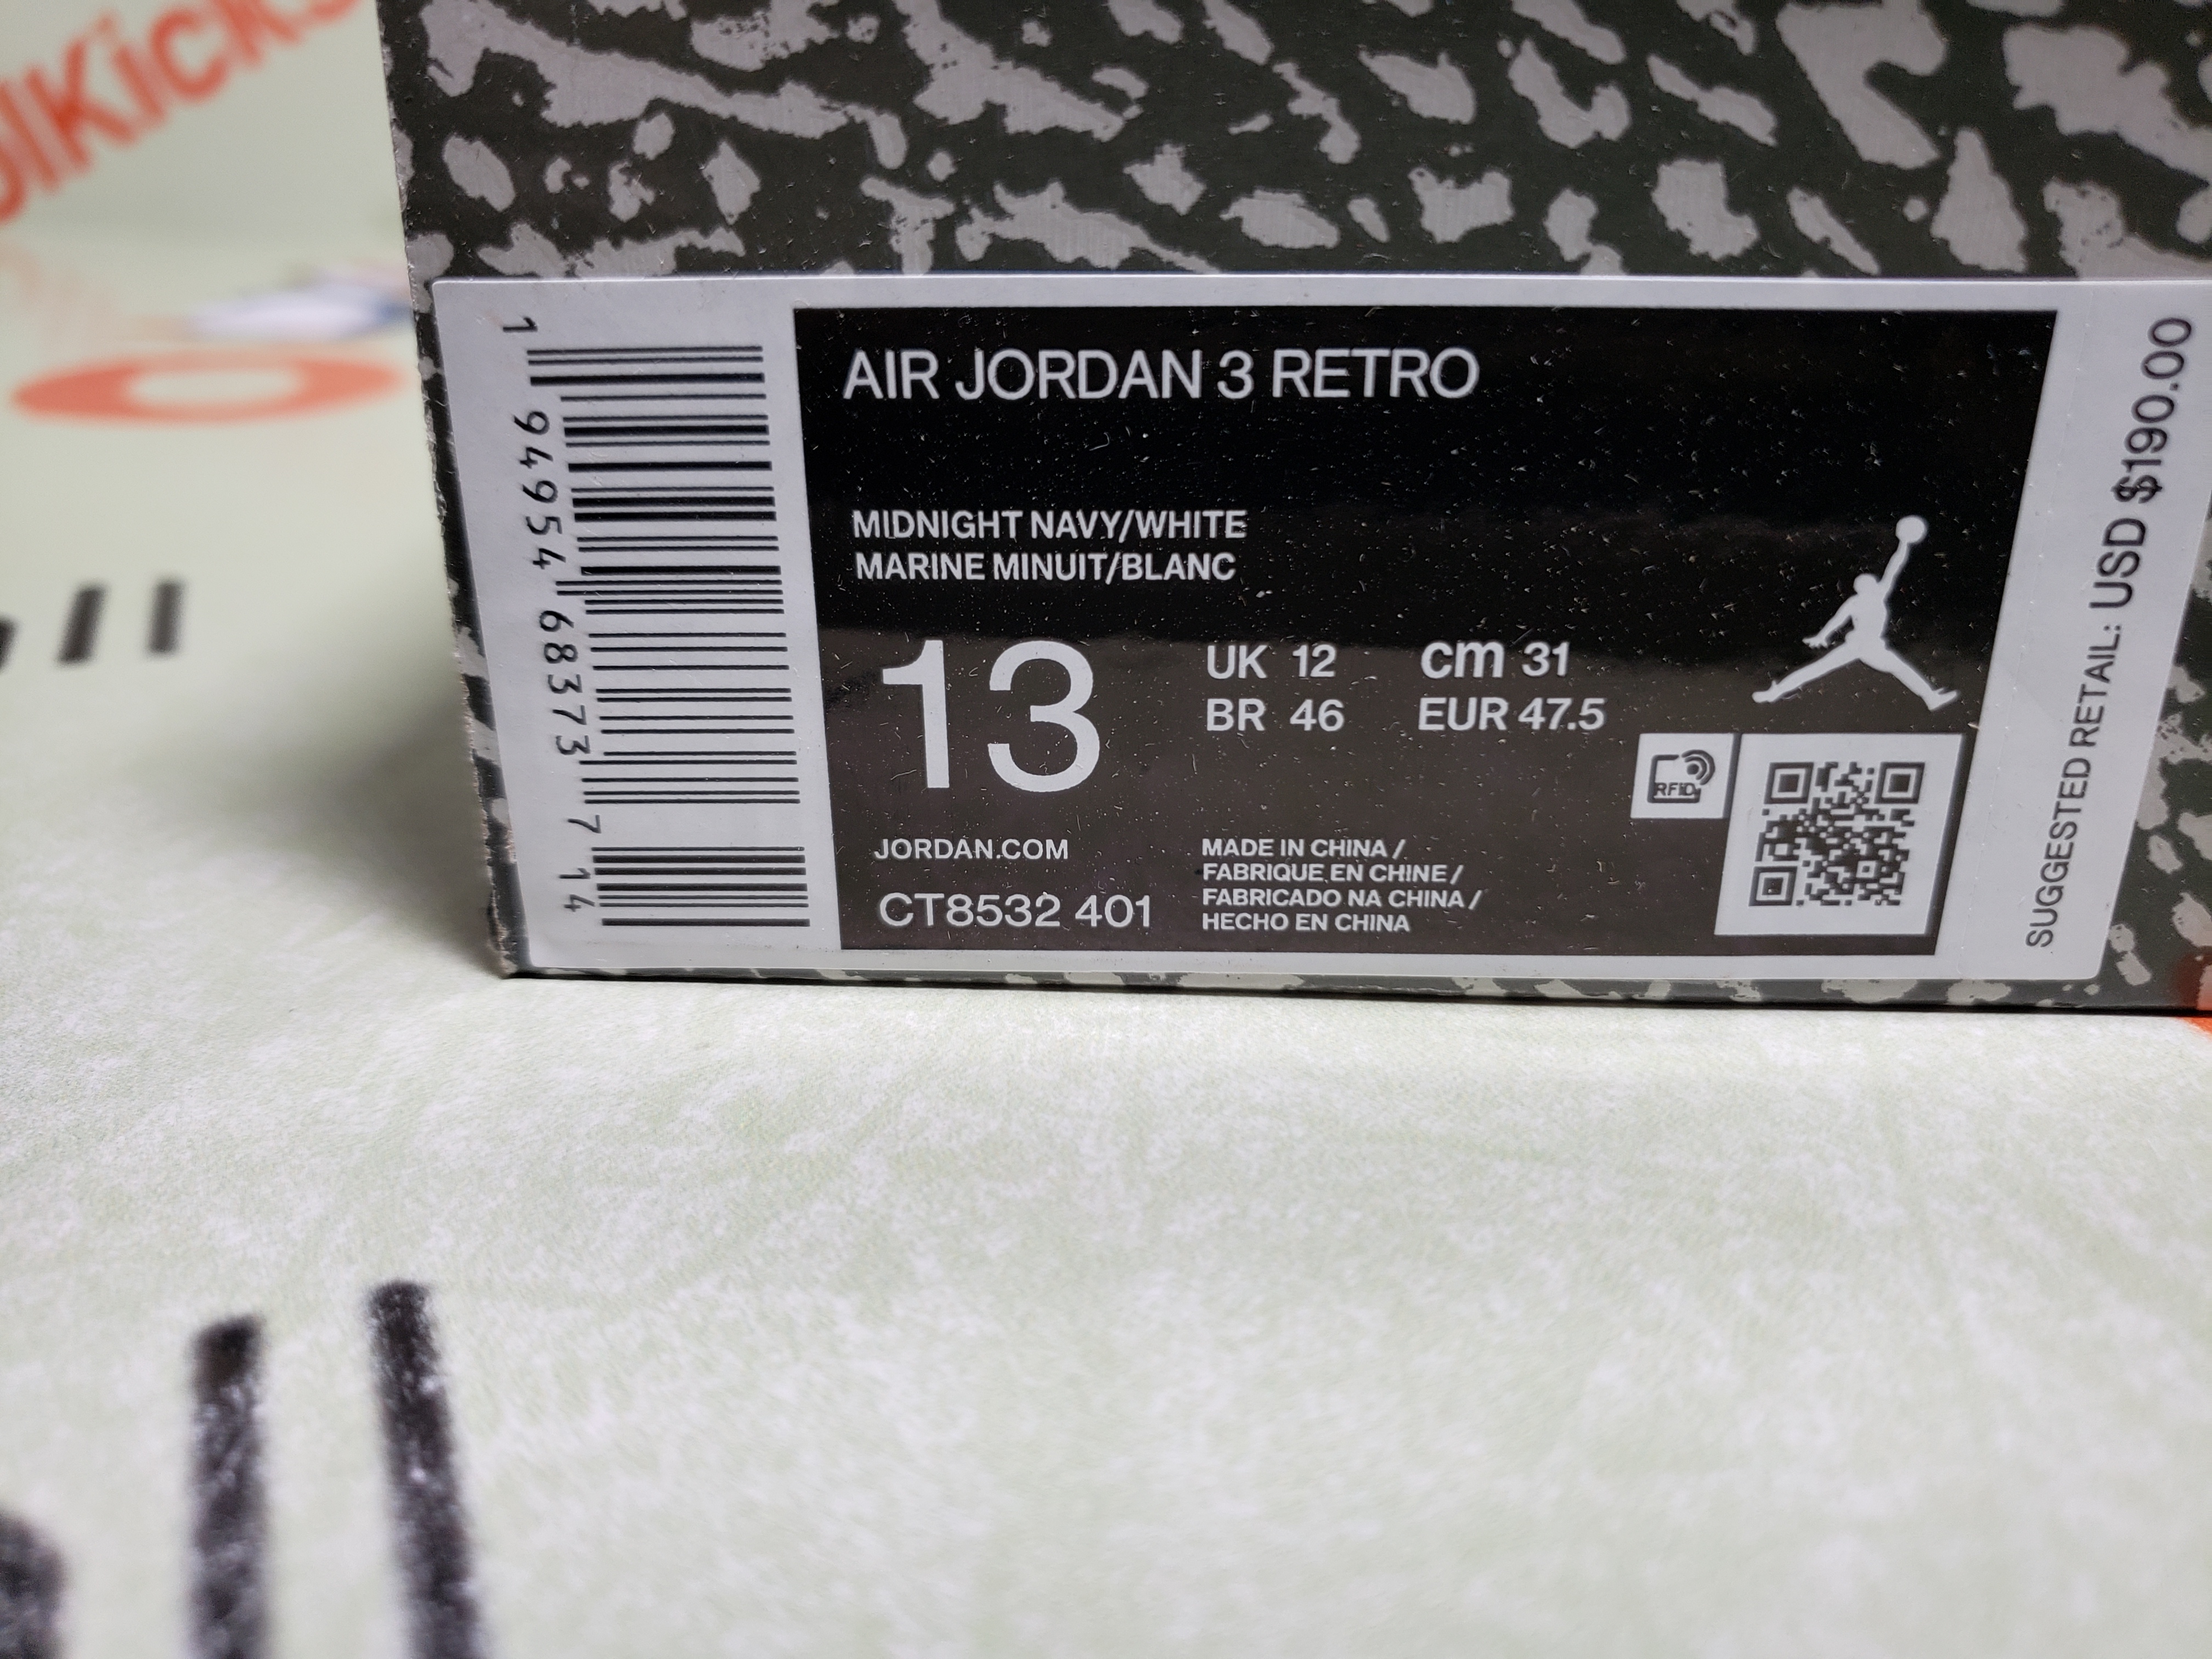 Kicks
AIR JORDAN 3 RETRO
MIDNIGHT NAVY/WHITE
MARINE MINUIT/BLANC
13
UK 12
BR 46
cm 31
EUR 47.5
RFID
JORDAN.COM
CT8532 401
MADE IN CHINA /
FABRIQUE EN CHINE /
FABRICADO NA CHINA /
HECHO EN CHINA
1 94954 68373 7 14
SUGGESTED RETAIL: USD $190.00